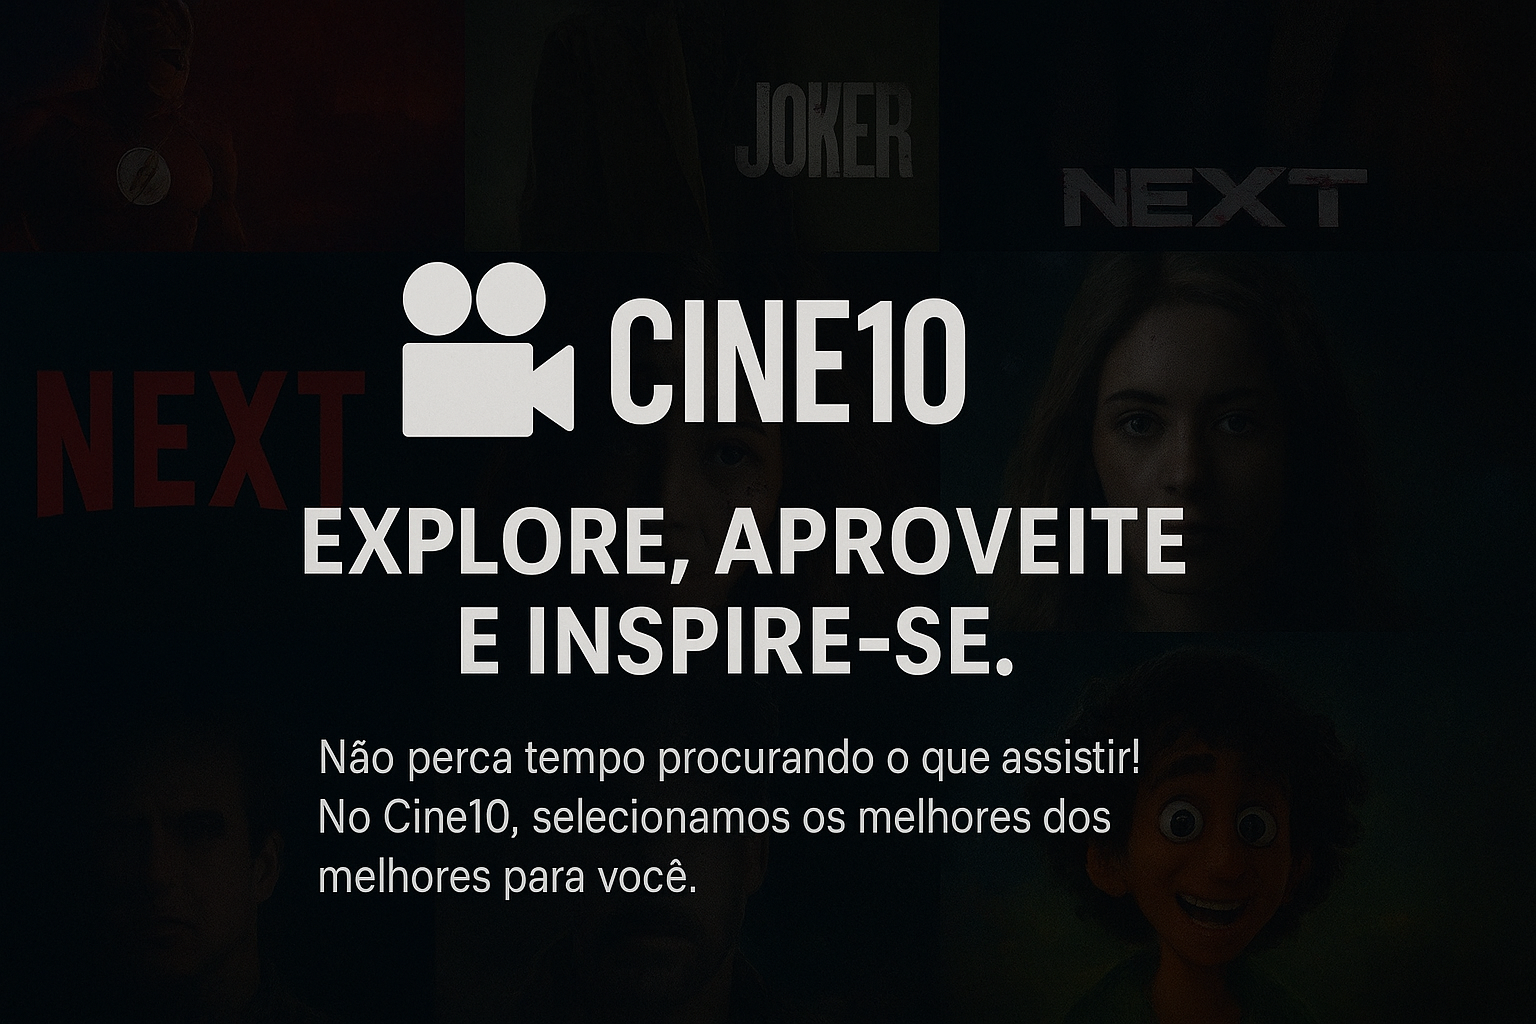 JOKER
NEXT
CINE10
NEXT
EXPLORE, APROVEITE
E INSPIRE-SE.
Não perca tempo procurando o que assistir!
No Cine10, selecionamos os melhores dos
melhores para você.